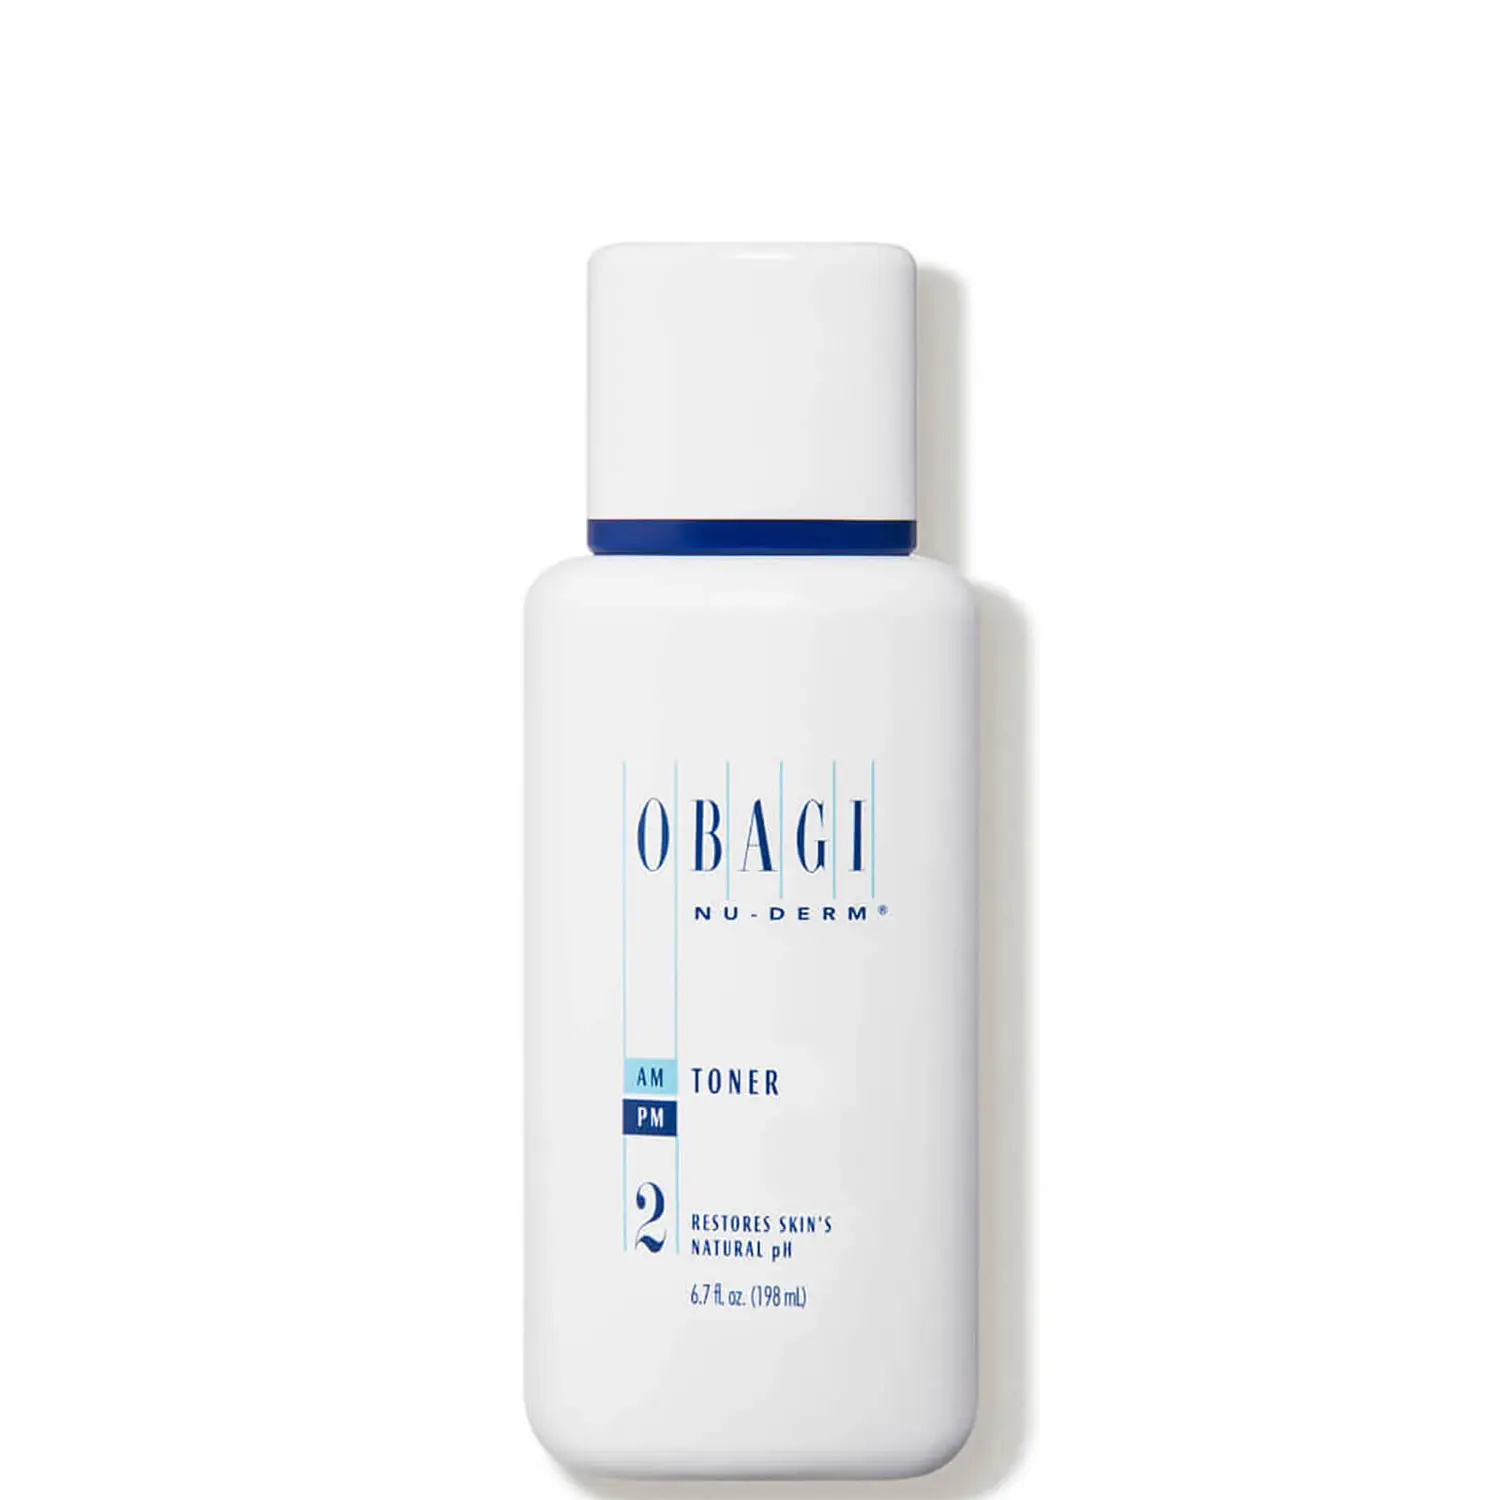 OBAGI
NU-DERM®
AM
TONER
PM
2
RESTORES SKIN'S
NATURAL pH
6.7 fl. oz. (198 mL)